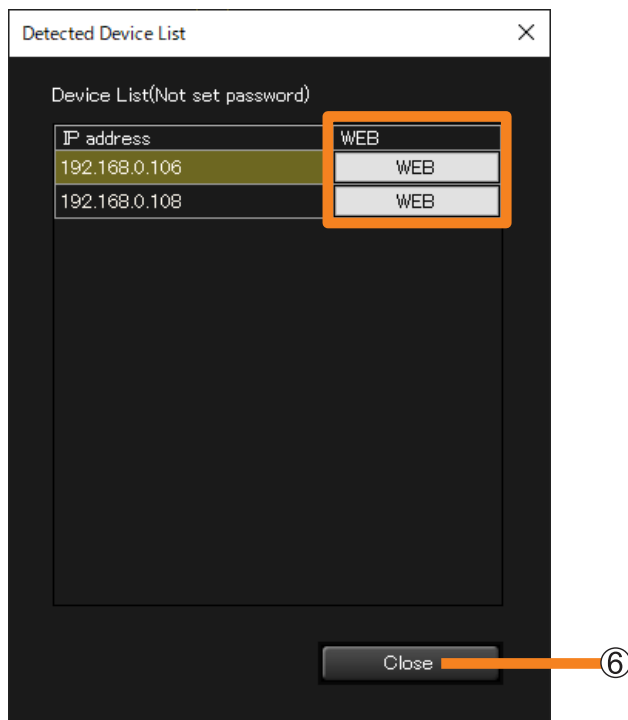 Detected Device List
Device List(Not set password)
IP address WEB
192.168.0.106 WEB
192.168.0.108 WEB
Close ⑥